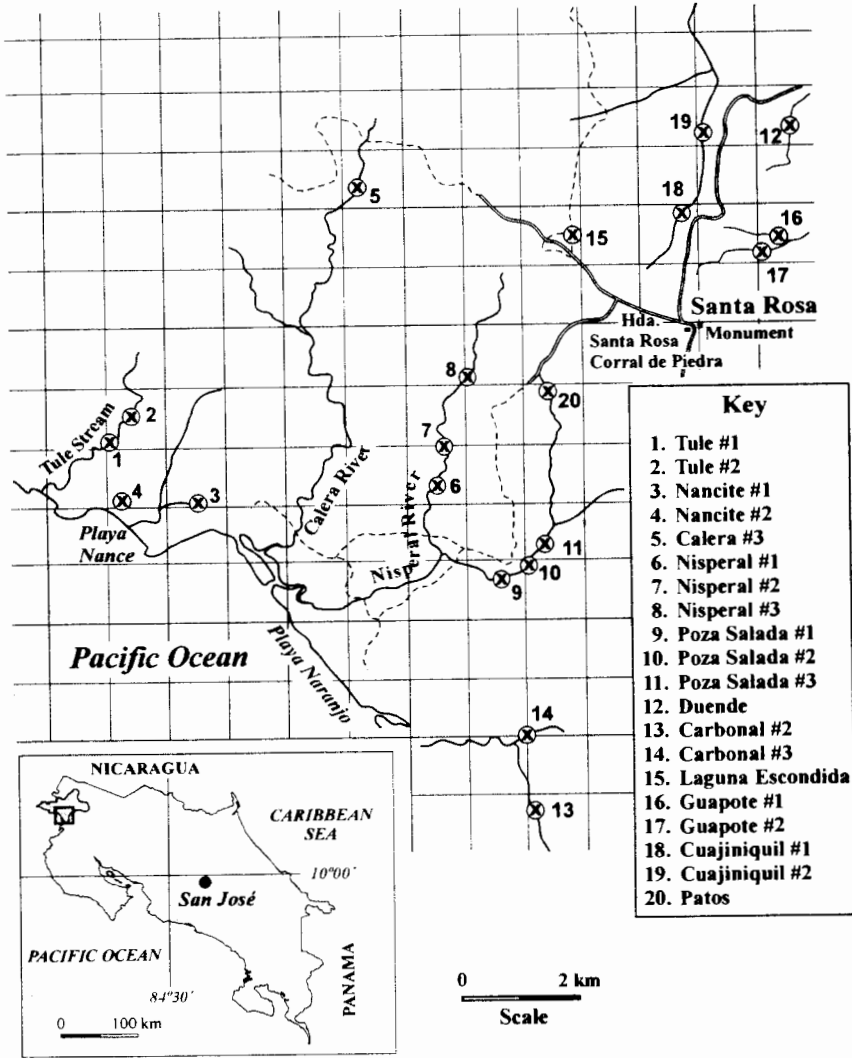 19
12
5
18
16
15
17
Santa Rosa
Hda.
Monument
Santa Rosa
Corral de Piedra
8
20
2
Tule Stream
1
7
Calera River
6
Nisperal River
4
3
Playa
Nance
11
Nisperal
10
9
Pacific Ocean
Playa Naranjo
14
13
Key
1. Tule #1
2. Tule #2
3. Nancite #1
4. Nancite #2
5. Calera #3
6. Nisperal #1
7. Nisperal #2
8. Nisperal #3
9. Poza Salada #1
10. Poza Salada #2
11. Poza Salada #3
12. Duende
13. Carbonal #2
14. Carbonal #3
15. Laguna Escondida
16. Guapote #1
17. Guapote #2
18. Cuajiniquil #1
19. Cuajiniquil #2
20. Patos
NICARAGUA
CARIBBEAN
SEA
10°00´
San José
PACIFIC OCEAN
PANAMA
84°30´
0 100 km
0 2 km
Scale